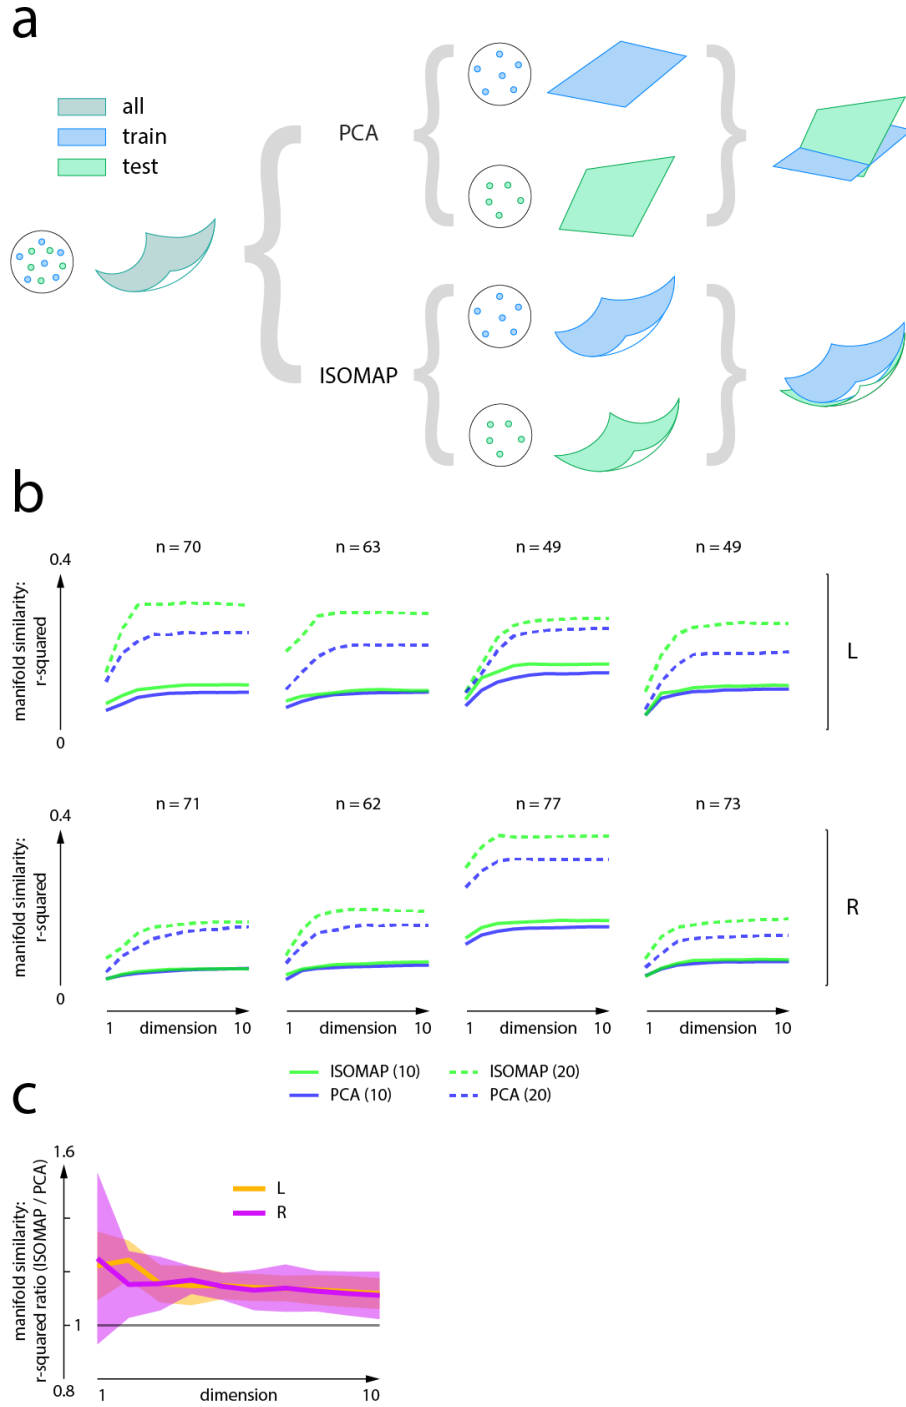 a
all
train
test
PCA
ISOMAP
b
n = 70
n = 63
n = 49
n = 49
0.4
manifold similarity:
r-squared
0
L
n = 71
n = 62
n = 77
n = 73
0.4
manifold similarity:
r-squared
0
R
1 dimension 10
1 dimension 10
1 dimension 10
1 dimension 10
ISOMAP (10)
ISOMAP (20)
PCA (10)
PCA (20)
c
1.6
manifold similarity:
r-squared ratio (ISOMAP / PCA)
1
0.8
L
R
1 dimension 10